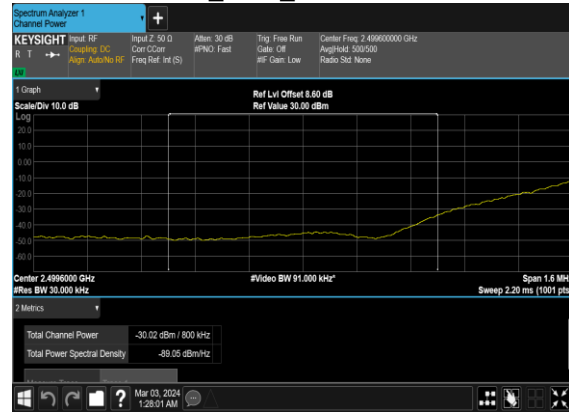 Spectrum Analyzer 1
Channel Power
+
KEYSIGHT
R T
Input: RF
Coupling: DC
Align: Auto/No RF
Input Z: 50 Ω
Corr CCorr
Freq Ref: Int (S)
Atten: 30 dB
#PNO: Fast
Trig: Free Run
Gate: Off
#IF Gain: Low
Center Freq: 2.499600000 GHz
Avg|Hold: 500/500
Radio Std: None
1 Graph
Scale/Div 10.0 dB
Ref Lvl Offset 8.60 dB
Ref Value 30.00 dBm
Log
20.0
10.0
0.00
-10.0
-20.0
-30.0
-40.0
-50.0
-60.0
Center 2.4996000 GHz
#Res BW 30.000 kHz
#Video BW 91.000 kHz*
Span 1.6 MH
Sweep 2.20 ms (1001 pts
2 Metrics
Total Channel Power -30.02 dBm / 800 kHz
Total Power Spectral Density -89.05 dBm/Hz
?
Mar 03, 2024
1:28:01 AM